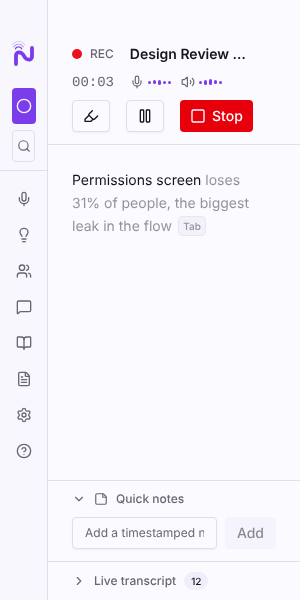 REC Design Review ...
00:03
Stop
Permissions screen loses
31% of people, the biggest
leak in the flow Tab
Quick notes
Add a timestamped n
Add
Live transcript 12